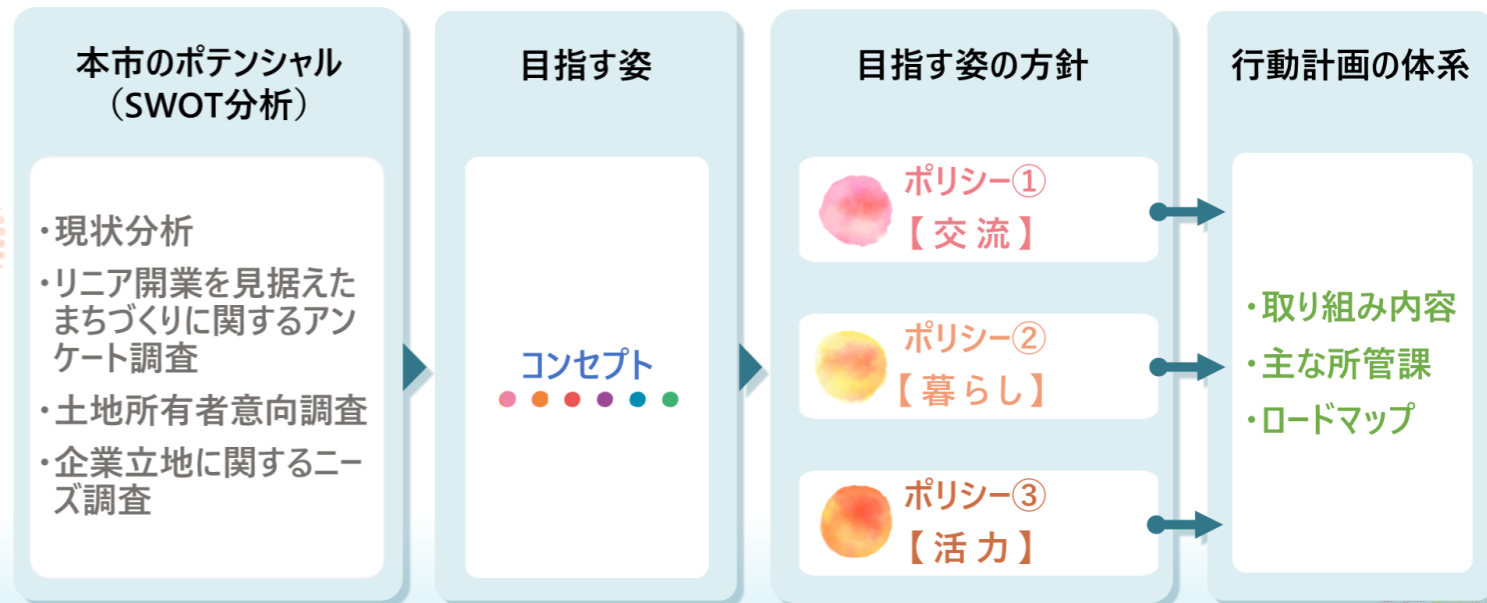 本市のポテンシャル
（SWOT分析）
・現状分析
・リニア開業を見据えた
まちづくりに関するアン
ケート調査
・土地所有者意向調査
・企業立地に関するニー
ズ調査
目指す姿
コンセプト
目指す姿の方針
ポリシー①
【交流】
ポリシー②
【暮らし】
ポリシー③
【活力】
行動計画の体系
・取り組み内容
・主な所管課
・ロードマップ